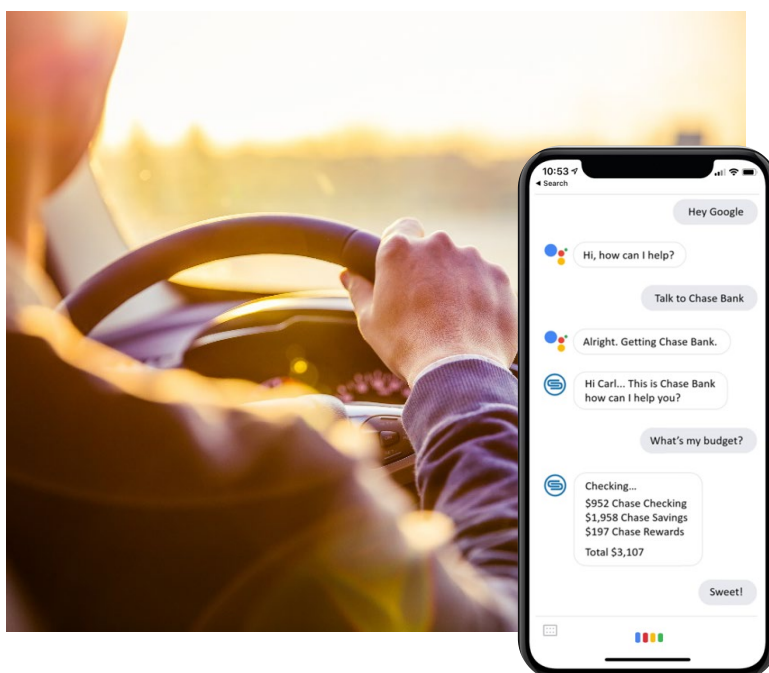 10:53
Search
Hey Google
Hi, how can I help?
Talk to Chase Bank
Alright. Getting Chase Bank.
Hi Carl... This is Chase Bank
how can I help you?
What's my budget?
Checking...
$952 Chase Checking
$1,958 Chase Savings
$197 Chase Rewards
Total $3,107
Sweet!